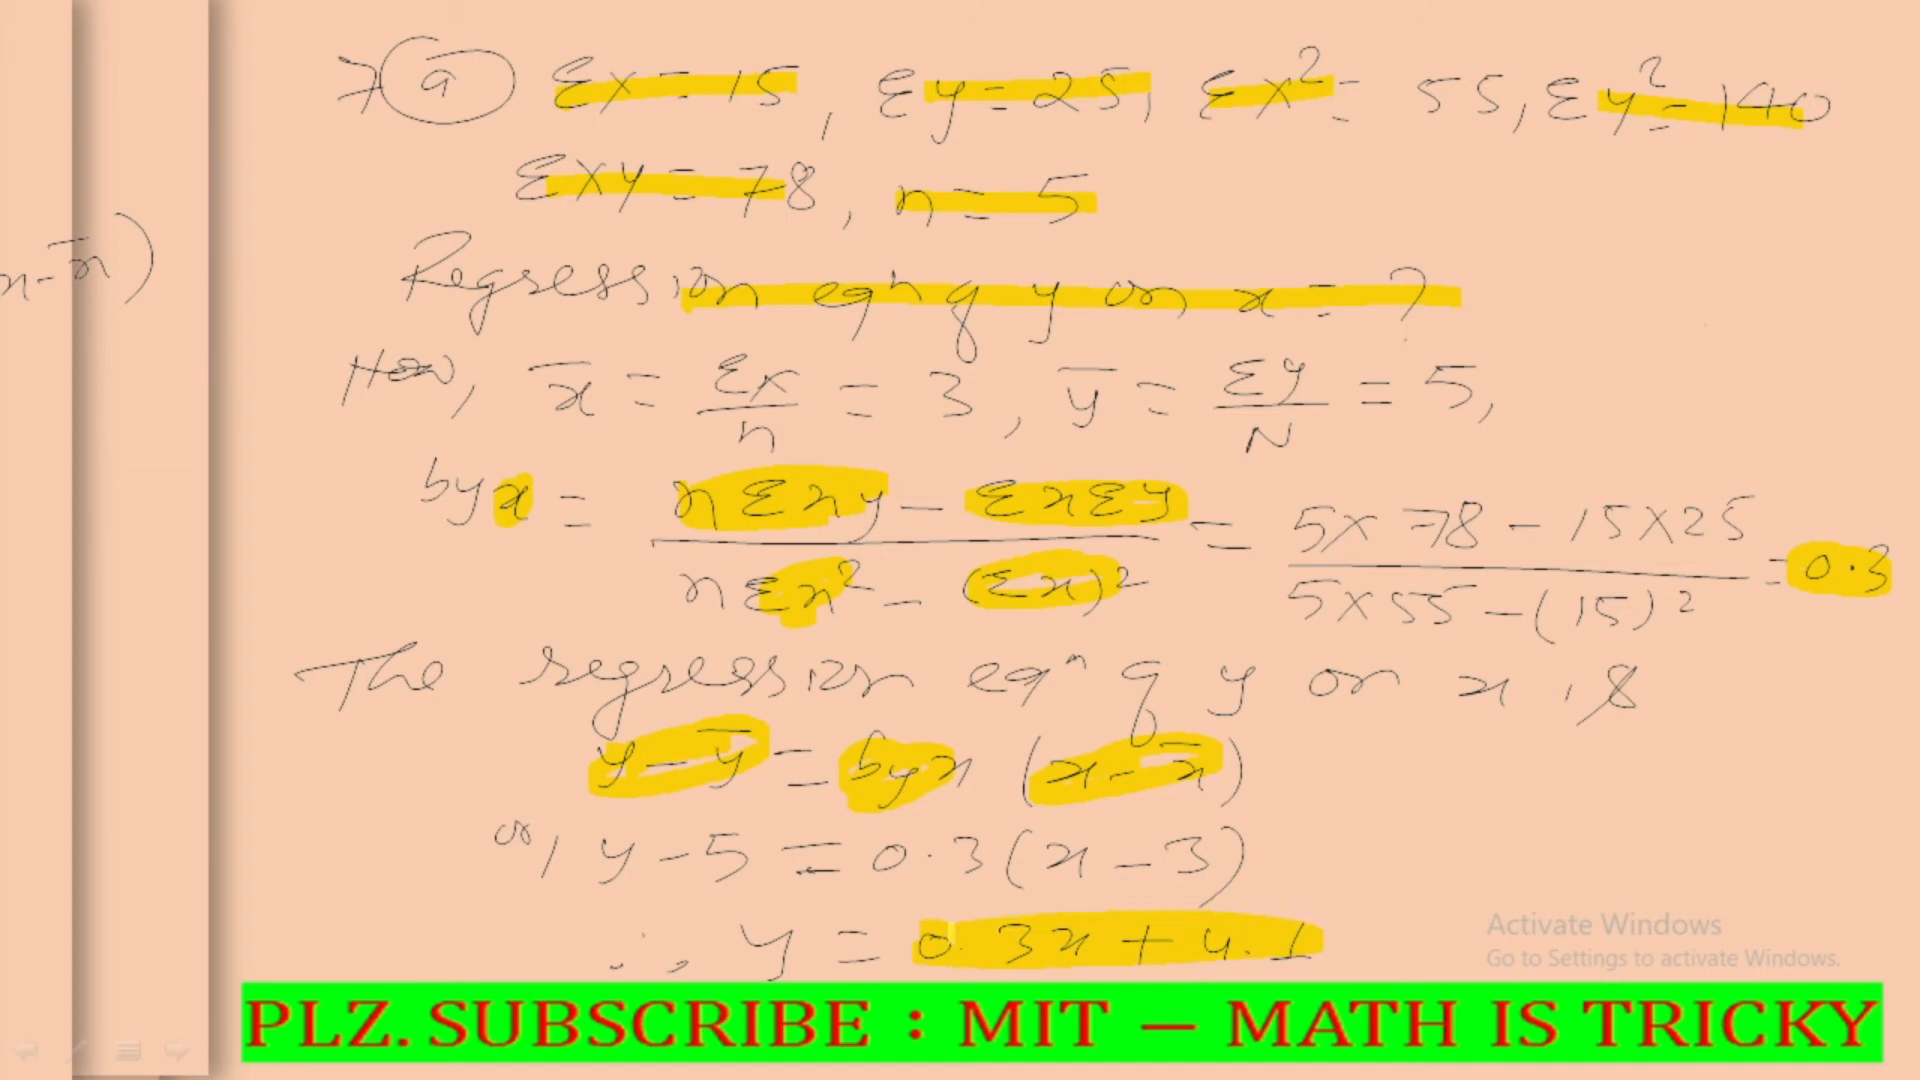 7(a) Σx = 15, Σy = 25, Σx² = 55, Σy² = 140
Σxy = 78, n = 5
x - x̄)
Regression eqⁿ of y on x = ?
Now, x̄ = Σx/n = 3, ȳ = Σy/N = 5,
byx = (nΣxy - ΣxΣy)/(nΣx² - (Σx)²) = (5×78 - 15×25)/(5×55 - (15)²) = 0.3
The regression eqⁿ of y on x is
y - ȳ = byx (x - x̄)
or, y - 5 = 0.3(x - 3)
∴ y = 0.3x + 4.1
Activate Windows
Go to Settings to activate Windows.
PLZ. SUBSCRIBE : MIT – MATH IS TRICKY